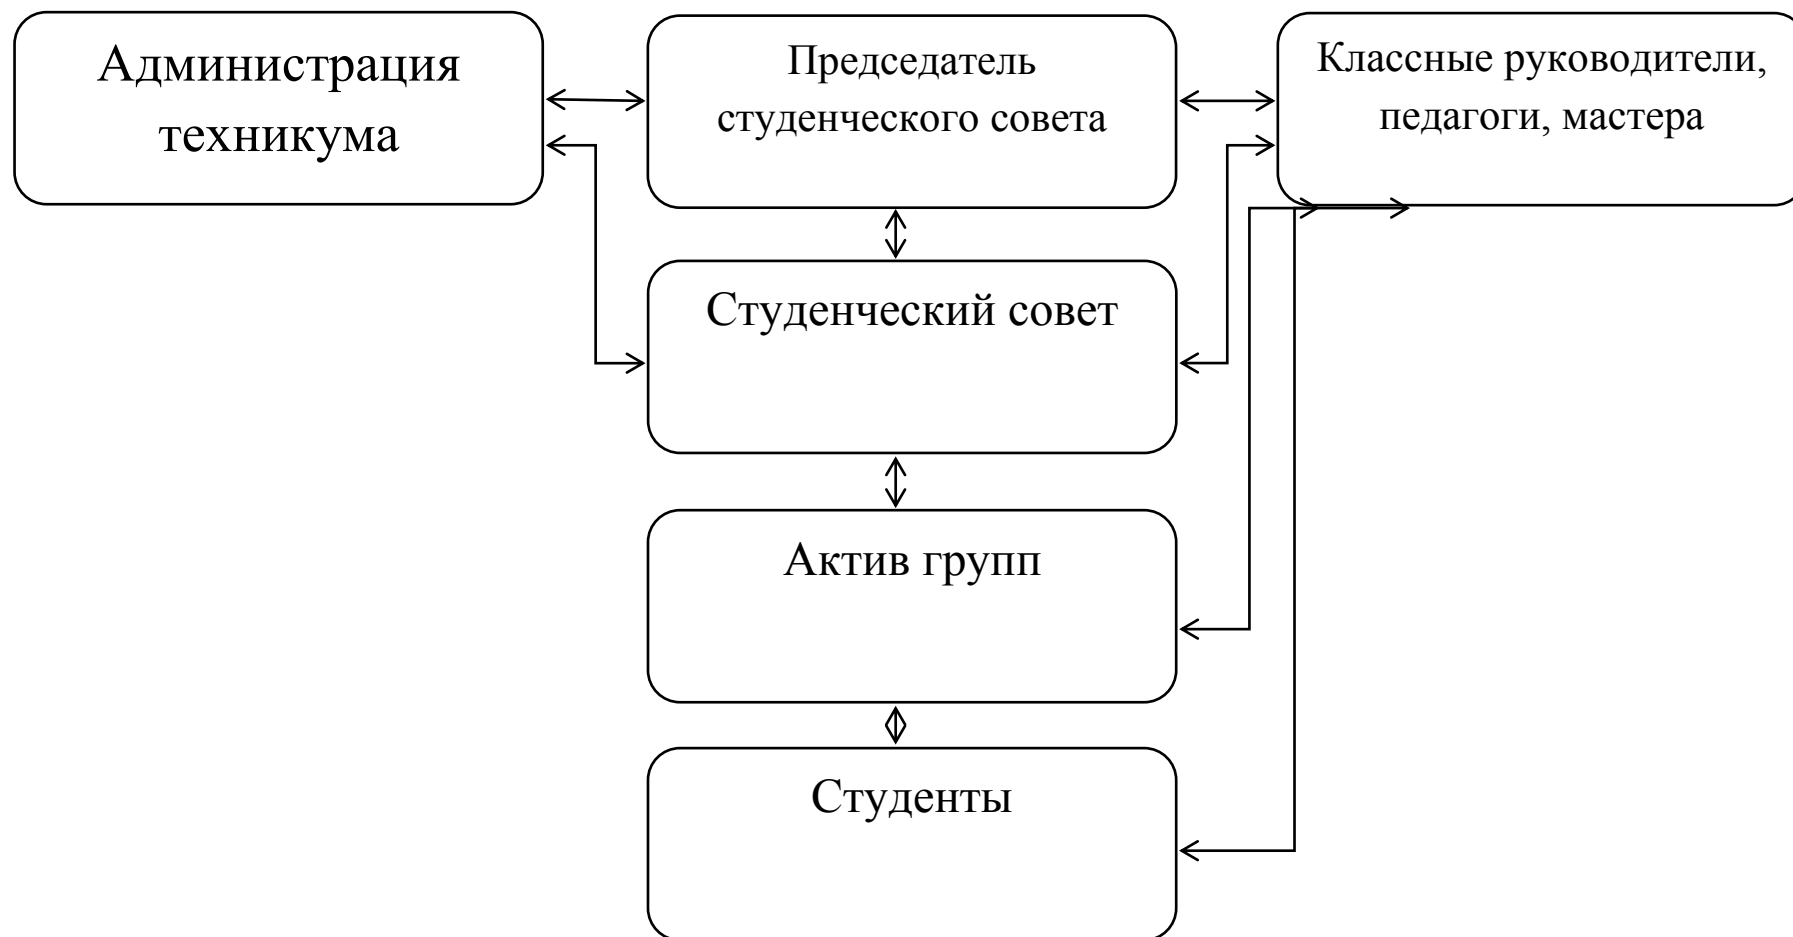 Администрация
техникума
Председатель
студенческого совета
Классные руководители,
педагоги, мастера
Студенческий совет
Актив групп
Студенты